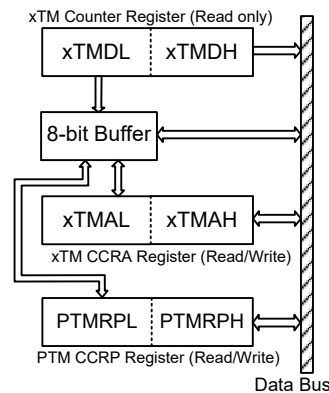 xTM Counter Register (Read only)
xTMDL xTMDH
8-bit Buffer
xTMAL xTMAH
xTM CCRA Register (Read/Write)
PTMRPL PTMRPH
PTM CCRP Register (Read/Write)
Data Bus